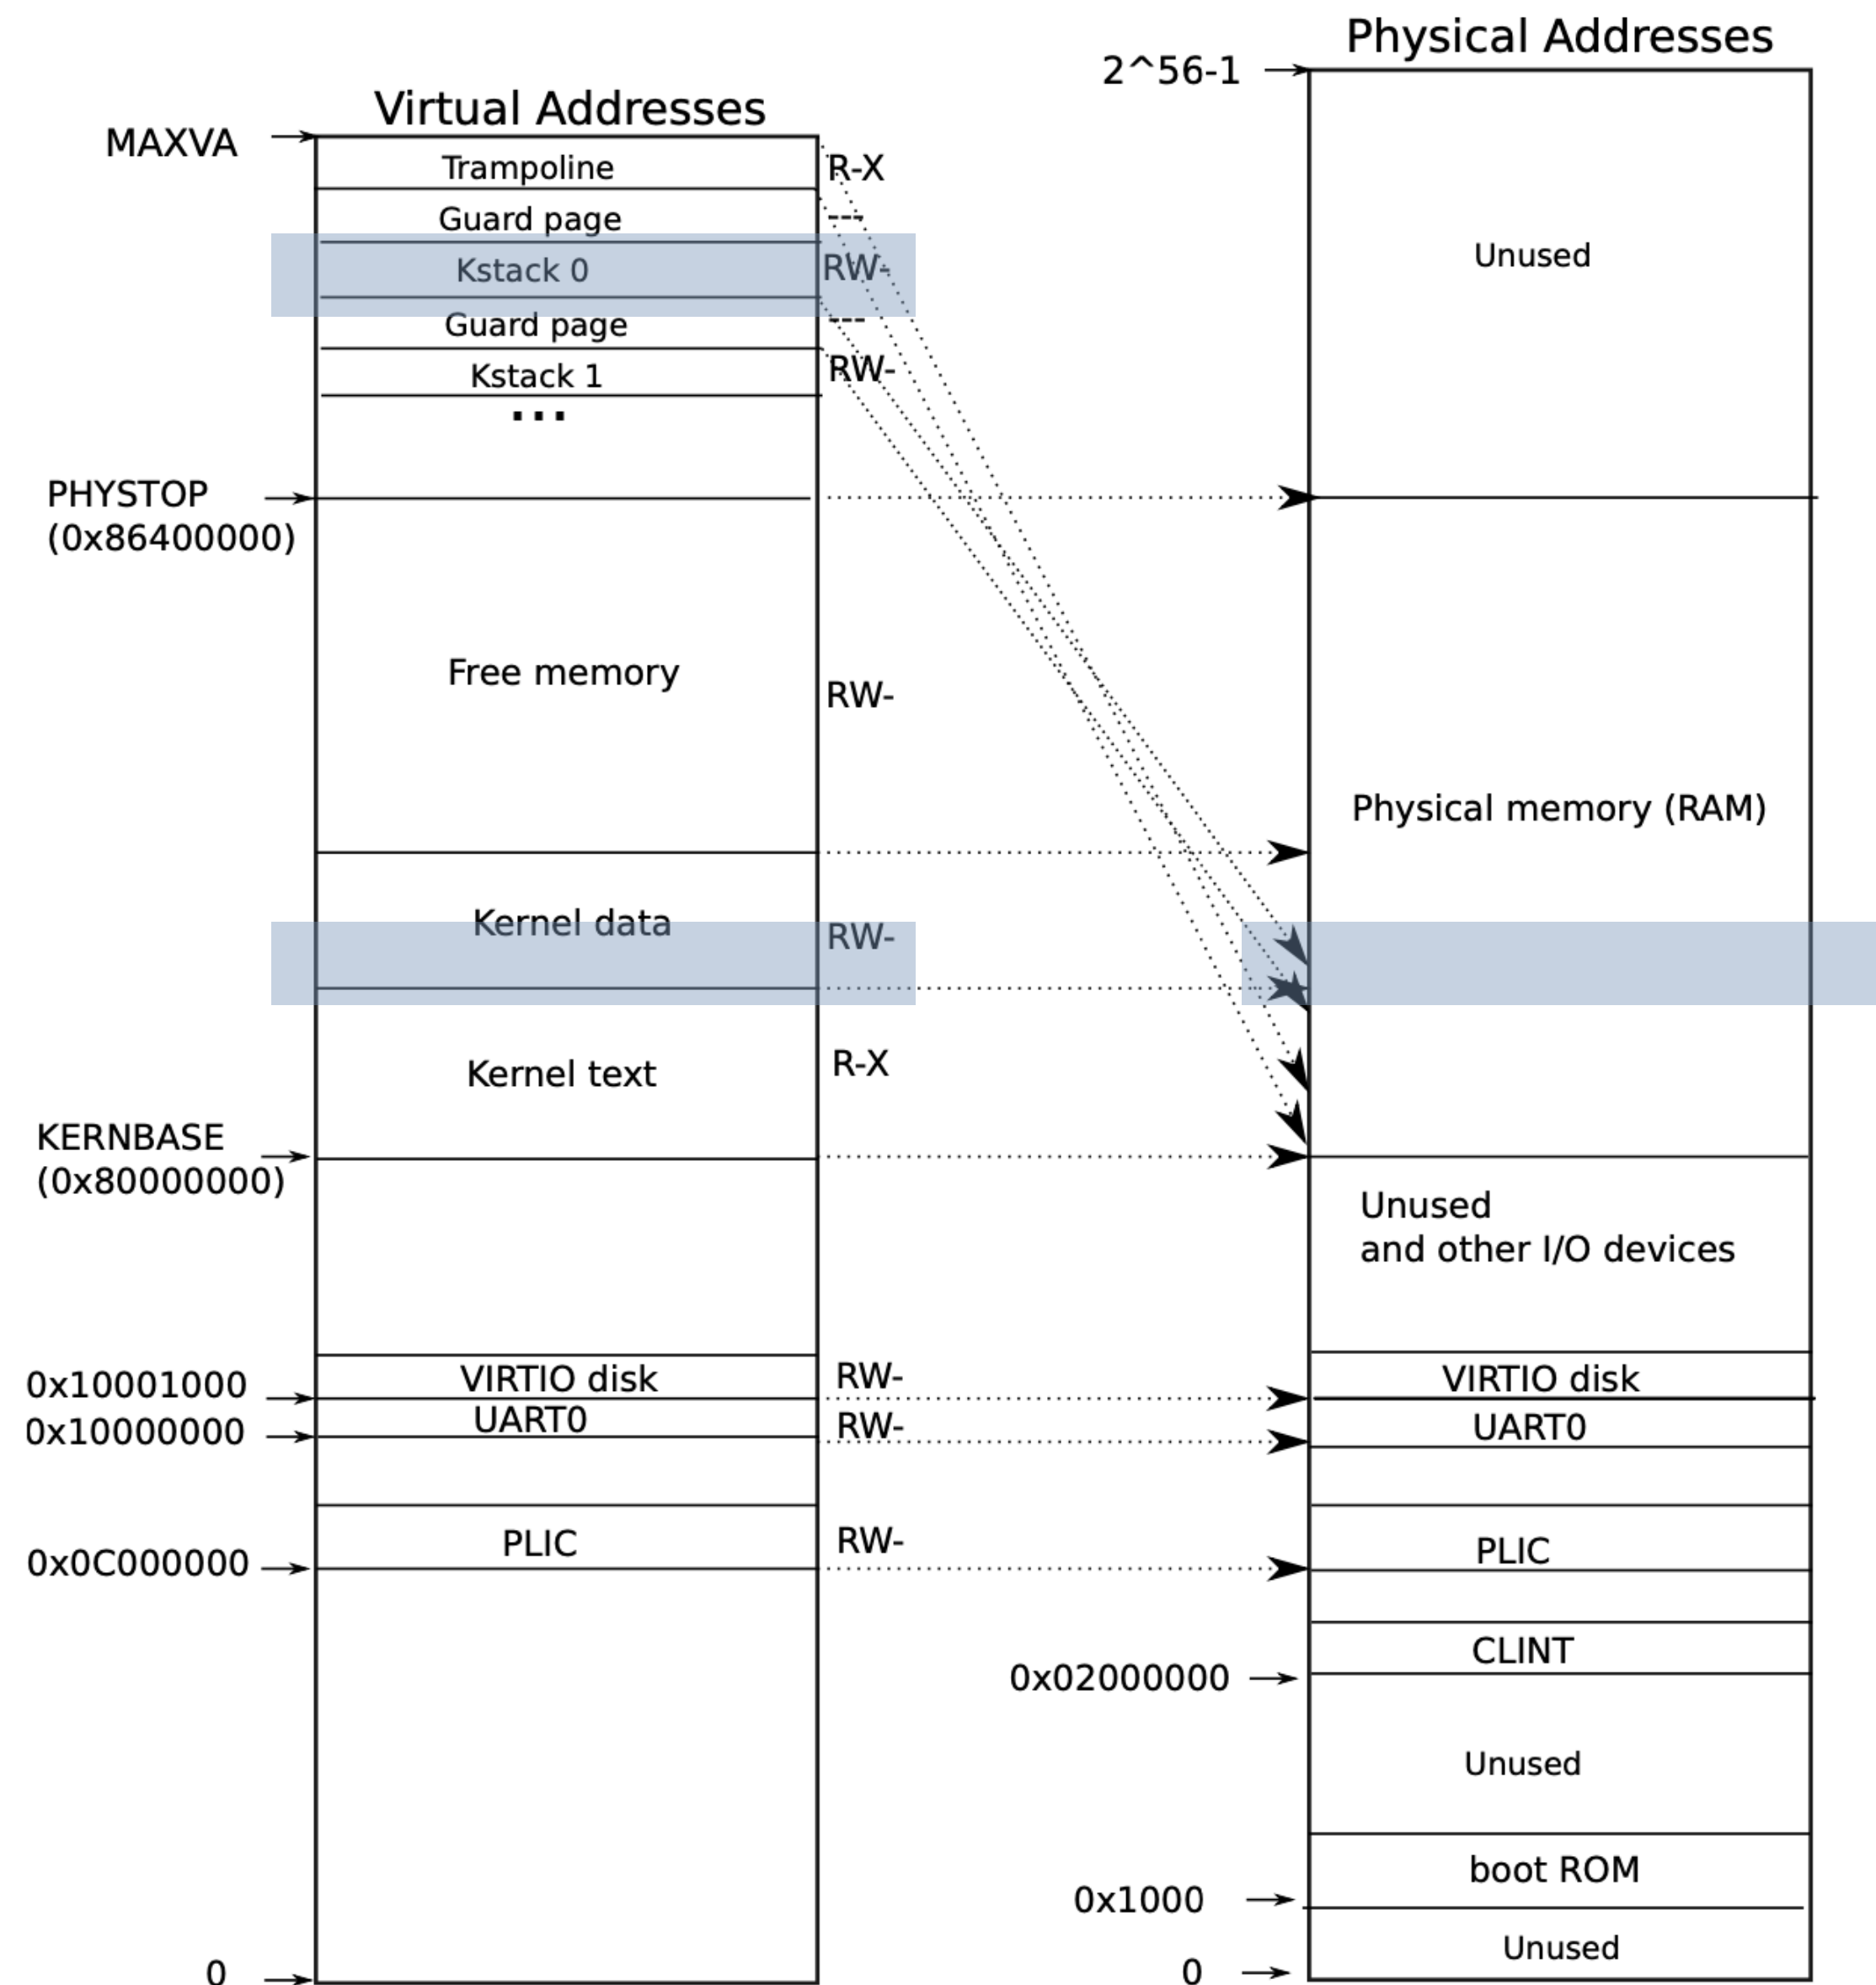 Physical Addresses
2^56-1
Virtual Addresses
MAXVA
Trampoline
R-X
Guard page
---
Unused
Kstack 0
RW-
Guard page
---
Kstack 1
RW-
...
PHYSTOP
(0x86400000)
Free memory
RW-
Physical memory (RAM)
Kernel data
RW-
Kernel text
R-X
KERNBASE
(0x80000000)
Unused
and other I/O devices
0x10001000
VIRTIO disk
RW-
VIRTIO disk
0x10000000
UART0
RW-
UART0
0x0C000000
PLIC
RW-
PLIC
CLINT
0x02000000
Unused
boot ROM
0x1000
Unused
0
0